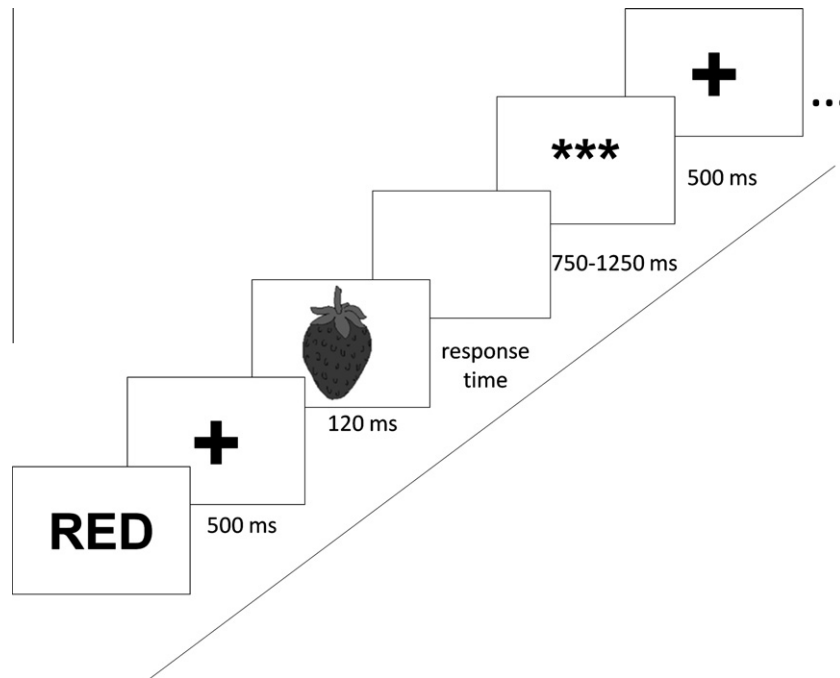 +
...
***
500 ms
750-1250 ms
response
time
120 ms
+
500 ms
RED